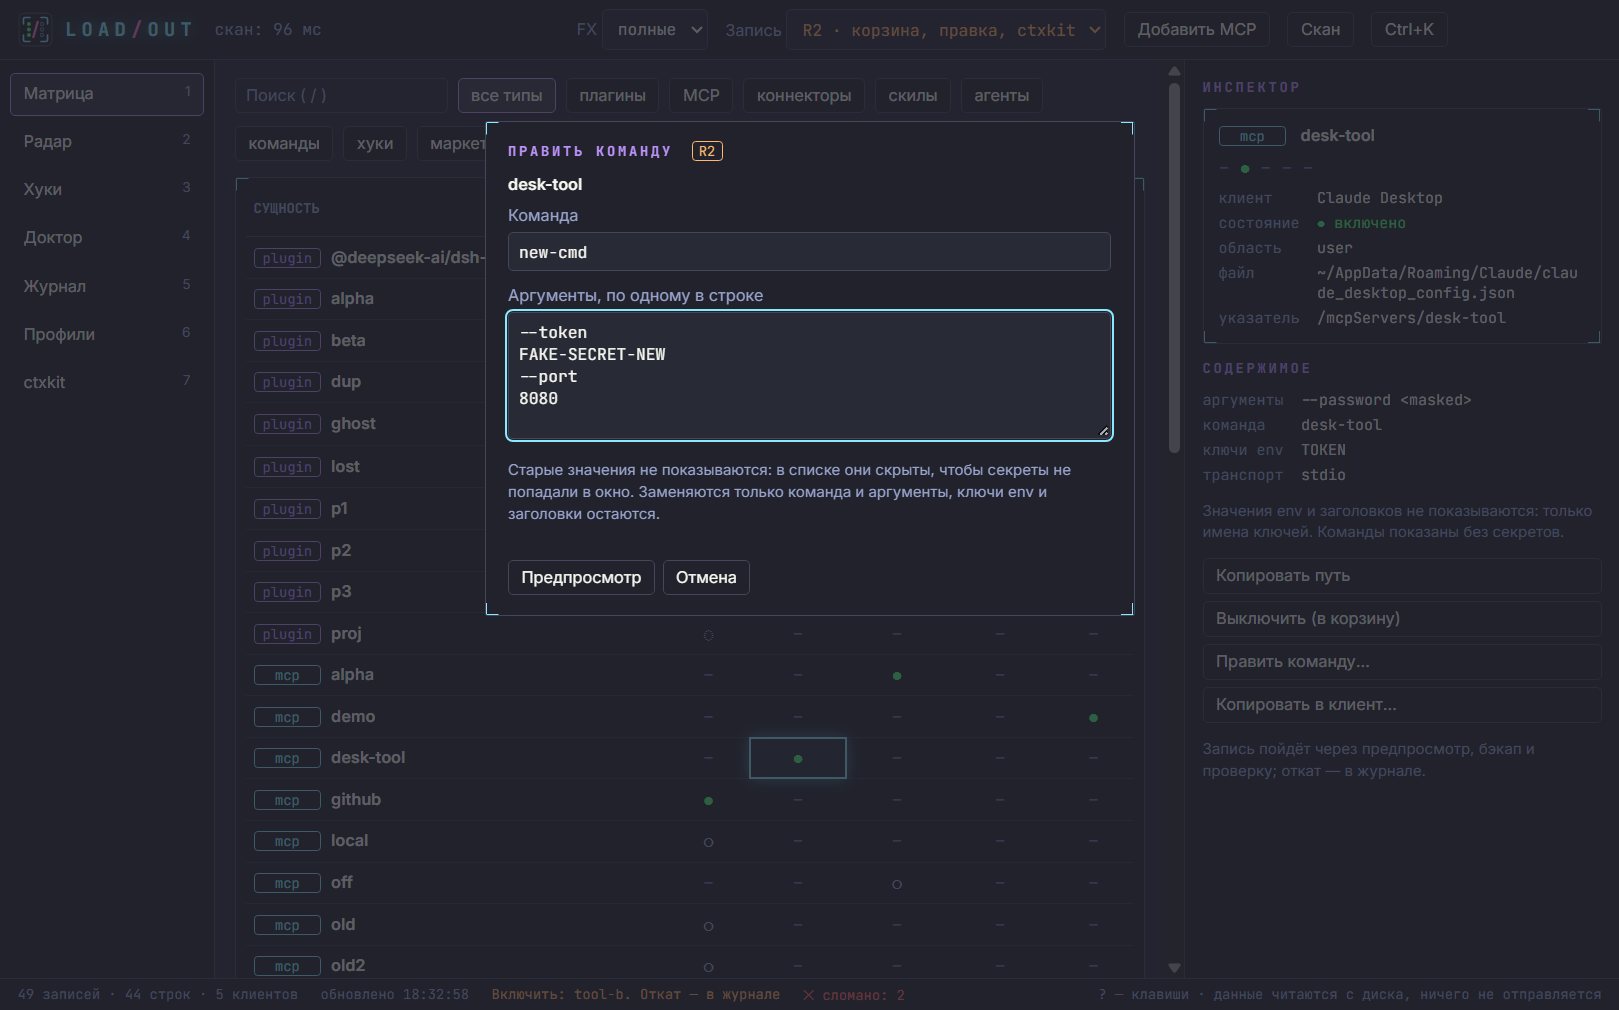 LOAD/OUT
скан: 96 мс
FX
полные
Запись
R2 · корзина, правка, ctxkit
Добавить MCP
Скан
Ctrl+K
Матрица 1
Радар 2
Хуки 3
Доктор 4
Журнал 5
Профили 6
ctxkit 7
Поиск ( / )
все типы
плагины
MCP
коннекторы
скилы
агенты
команды
хуки
маркет
СУЩНОСТЬ
plugin @deepseek-ai/dsh-
plugin alpha
plugin beta
plugin dup
plugin ghost
plugin lost
plugin p1
plugin p2
plugin p3
plugin proj
mcp alpha
mcp demo
mcp desk-tool
mcp github
mcp local
mcp off
mcp old
mcp old2
ПРАВИТЬ КОМАНДУ R2
desk-tool
Команда
new-cmd
Аргументы, по одному в строке
--token
FAKE-SECRET-NEW
--port
8080
Старые значения не показываются: в списке они скрыты, чтобы секреты не
попадали в окно. Заменяются только команда и аргументы, ключи env и
заголовки остаются.
Предпросмотр
Отмена
ИНСПЕКТОР
mcp desk-tool
клиент Claude Desktop
состояние ● включено
область user
файл ~/AppData/Roaming/Claude/clau
de_desktop_config.json
указатель /mcpServers/desk-tool
СОДЕРЖИМОЕ
аргументы --password <masked>
команда desk-tool
ключи env TOKEN
транспорт stdio
Значения env и заголовков не показываются: только
имена ключей. Команды показаны без секретов.
Копировать путь
Выключить (в корзину)
Править команду...
Копировать в клиент...
Запись пойдёт через предпросмотр, бэкап и
проверку; откат — в журнале.
49 записей · 44 строк · 5 клиентов
обновлено 18:32:58
Включить: tool-b. Откат — в журнале
✕ сломано: 2
? — клавиши · данные читаются с диска, ничего не отправляется